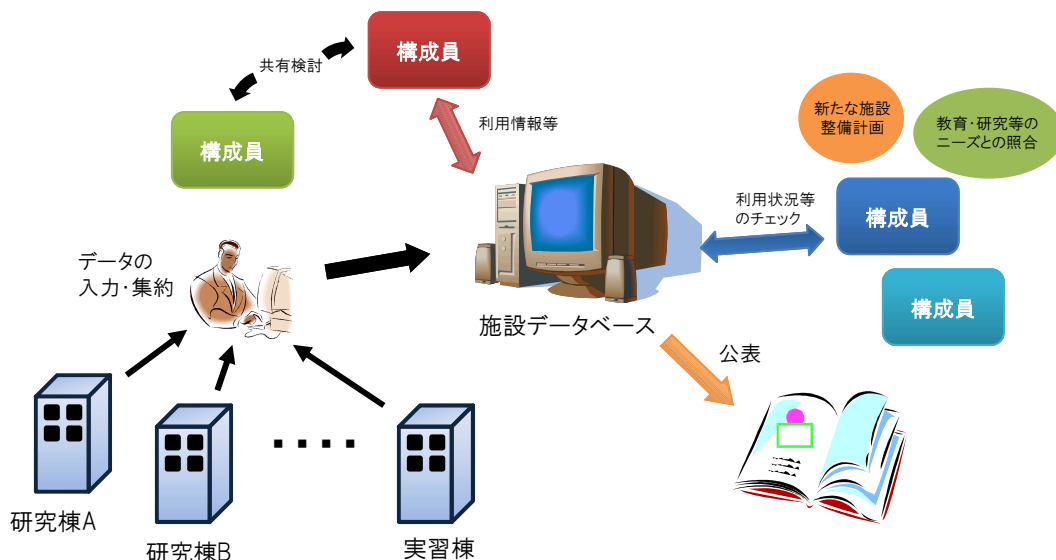 構成員
共有検討
構成員
利用情報等
新たな施設
整備計画
教育・研究等の
ニーズとの照合
利用状況等
のチェック
構成員
構成員
データの
入力・集約
施設データベース
公表
研究棟A
研究棟B
・・・・
実習棟